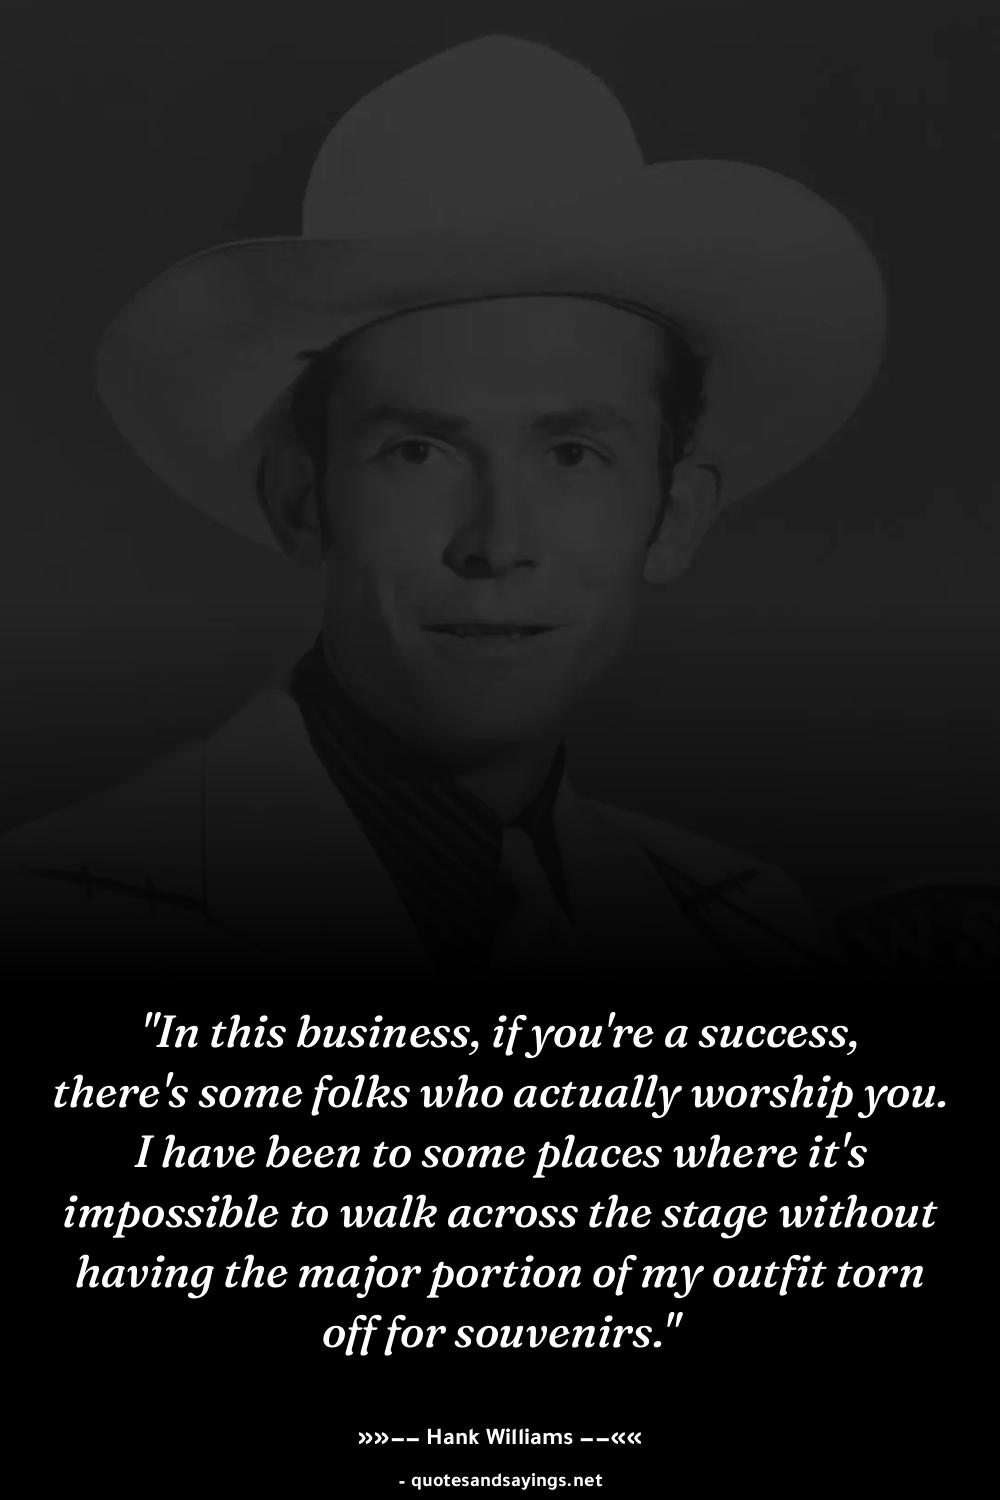 "In this business, if you're a success,
there's some folks who actually worship you.
I have been to some places where it's
impossible to walk across the stage without
having the major portion of my outfit torn
off for souvenirs."
»»-- Hank Williams --««
- quotesandsayings.net